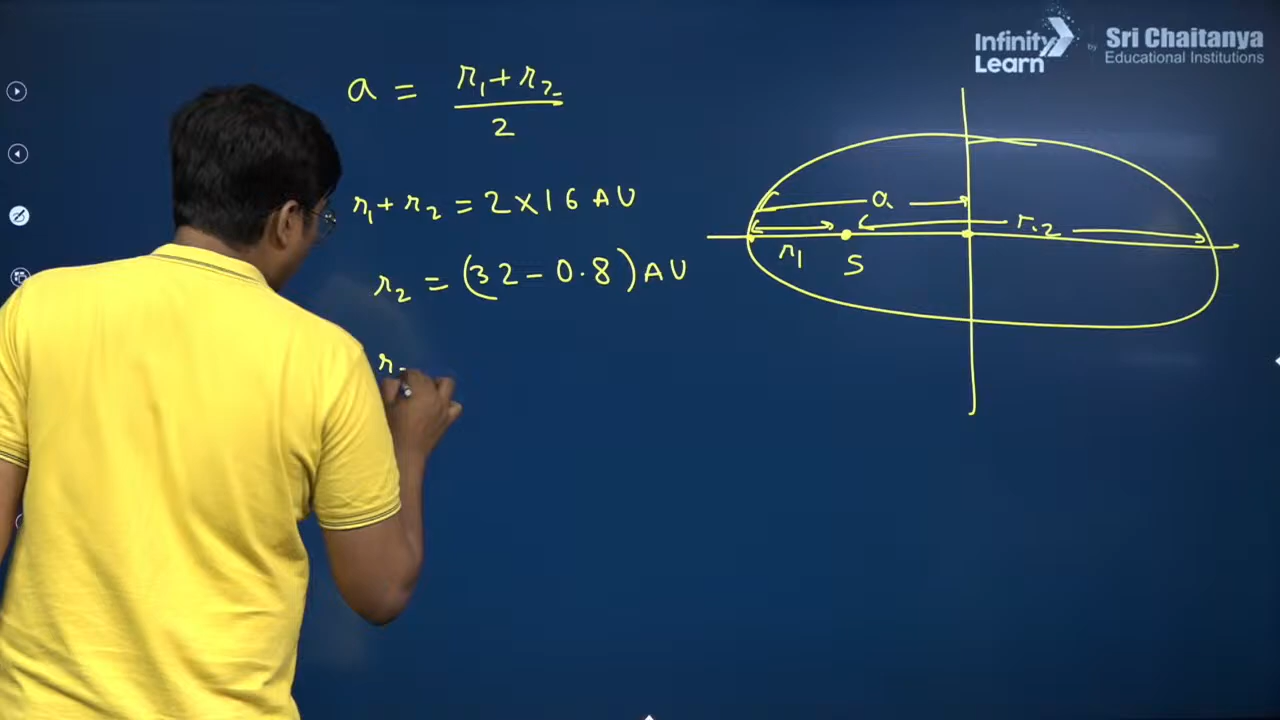 Infinity Learn by Sri Chaitanya Educational Institutions
a = r₁ + r₂ / 2
r₁ + r₂ = 2 × 16 AU
r₂ = (32 − 0.8) AU
r
a
r₂
r₁
S